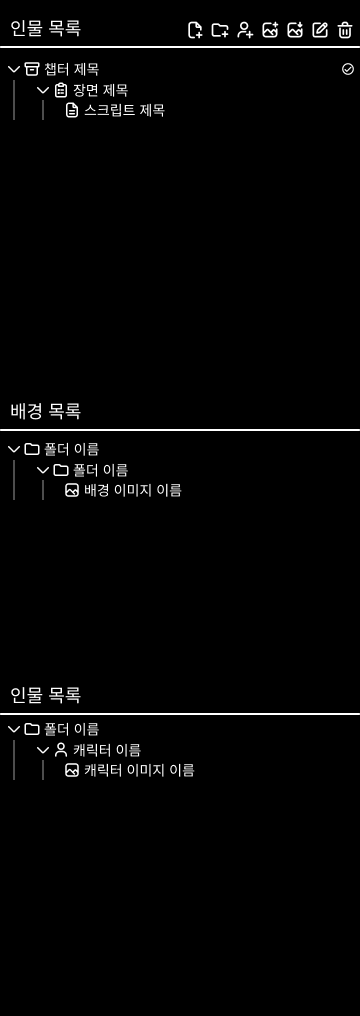 인물 목록
챕터 제목
장면 제목
스크립트 제목
배경 목록
폴더 이름
폴더 이름
배경 이미지 이름
인물 목록
폴더 이름
캐릭터 이름
캐릭터 이미지 이름